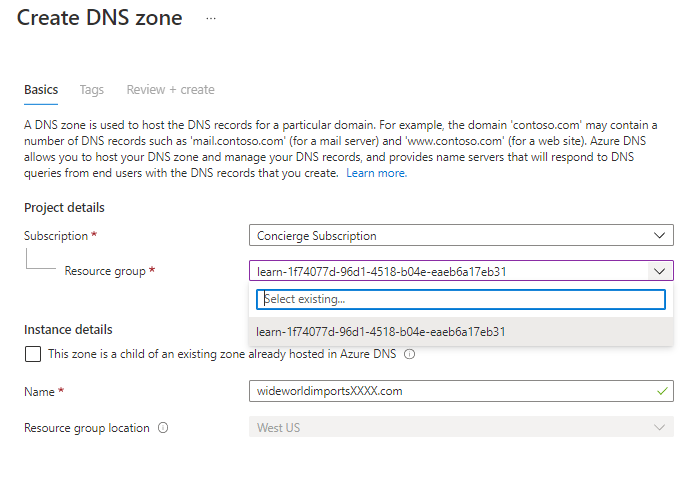 Create DNS zone ...
Basics Tags Review + create
A DNS zone is used to host the DNS records for a particular domain. For example, the domain 'contoso.com' may contain a
number of DNS records such as 'mail.contoso.com' (for a mail server) and 'www.contoso.com' (for a web site). Azure DNS
allows you to host your DNS zone and manage your DNS records, and provides name servers that will respond to DNS
queries from end users with the DNS records that you create. Learn more.
Project details
Subscription * Concierge Subscription
Resource group * learn-1f74077d-96d1-4518-b04e-eaeb6a17eb31
Select existing...
learn-1f74077d-96d1-4518-b04e-eaeb6a17eb31
Instance details
This zone is a child of an existing zone already hosted in Azure DNS
Name * wideworldimportsXXXX.com
Resource group location West US